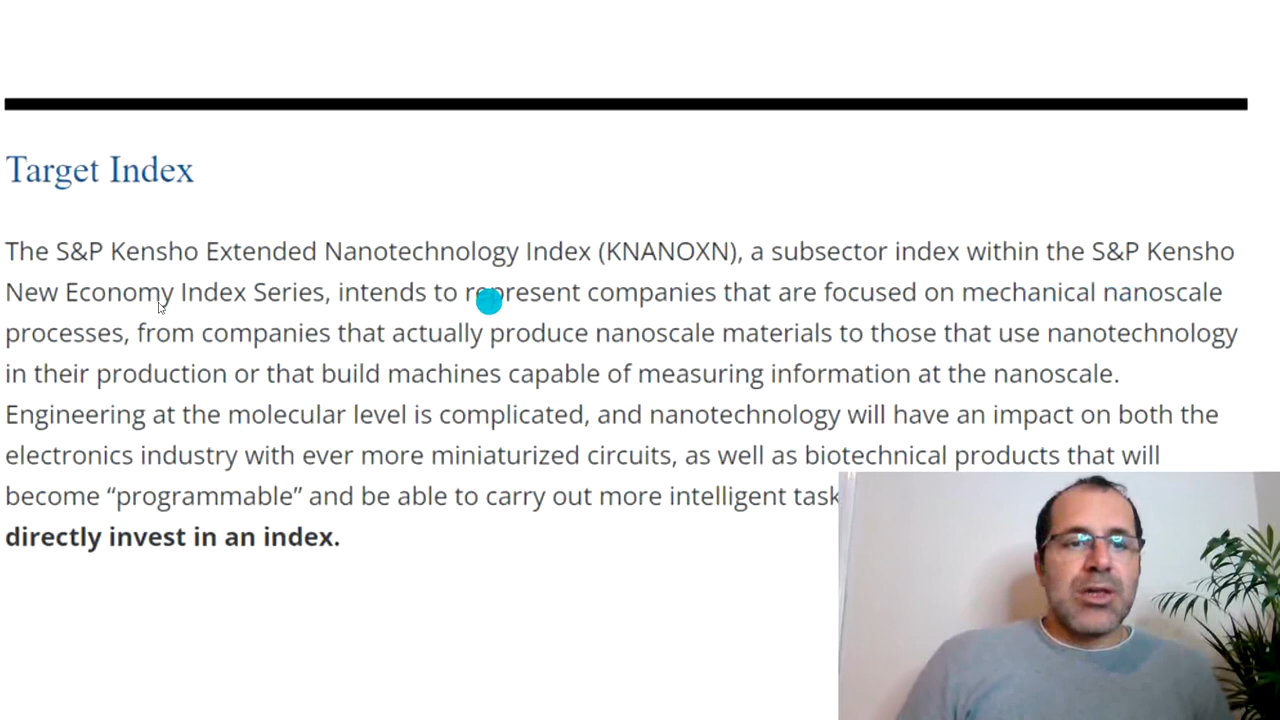 Target Index
The S&P Kensho Extended Nanotechnology Index (KNANOXN), a subsector index within the S&P Kensho
New Economy Index Series, intends to represent companies that are focused on mechanical nanoscale
processes, from companies that actually produce nanoscale materials to those that use nanotechnology
in their production or that build machines capable of measuring information at the nanoscale.
Engineering at the molecular level is complicated, and nanotechnology will have an impact on both the
electronics industry with ever more miniaturized circuits, as well as biotechnical products that will
become “programmable” and be able to carry out more intelligent
directly invest in an index.